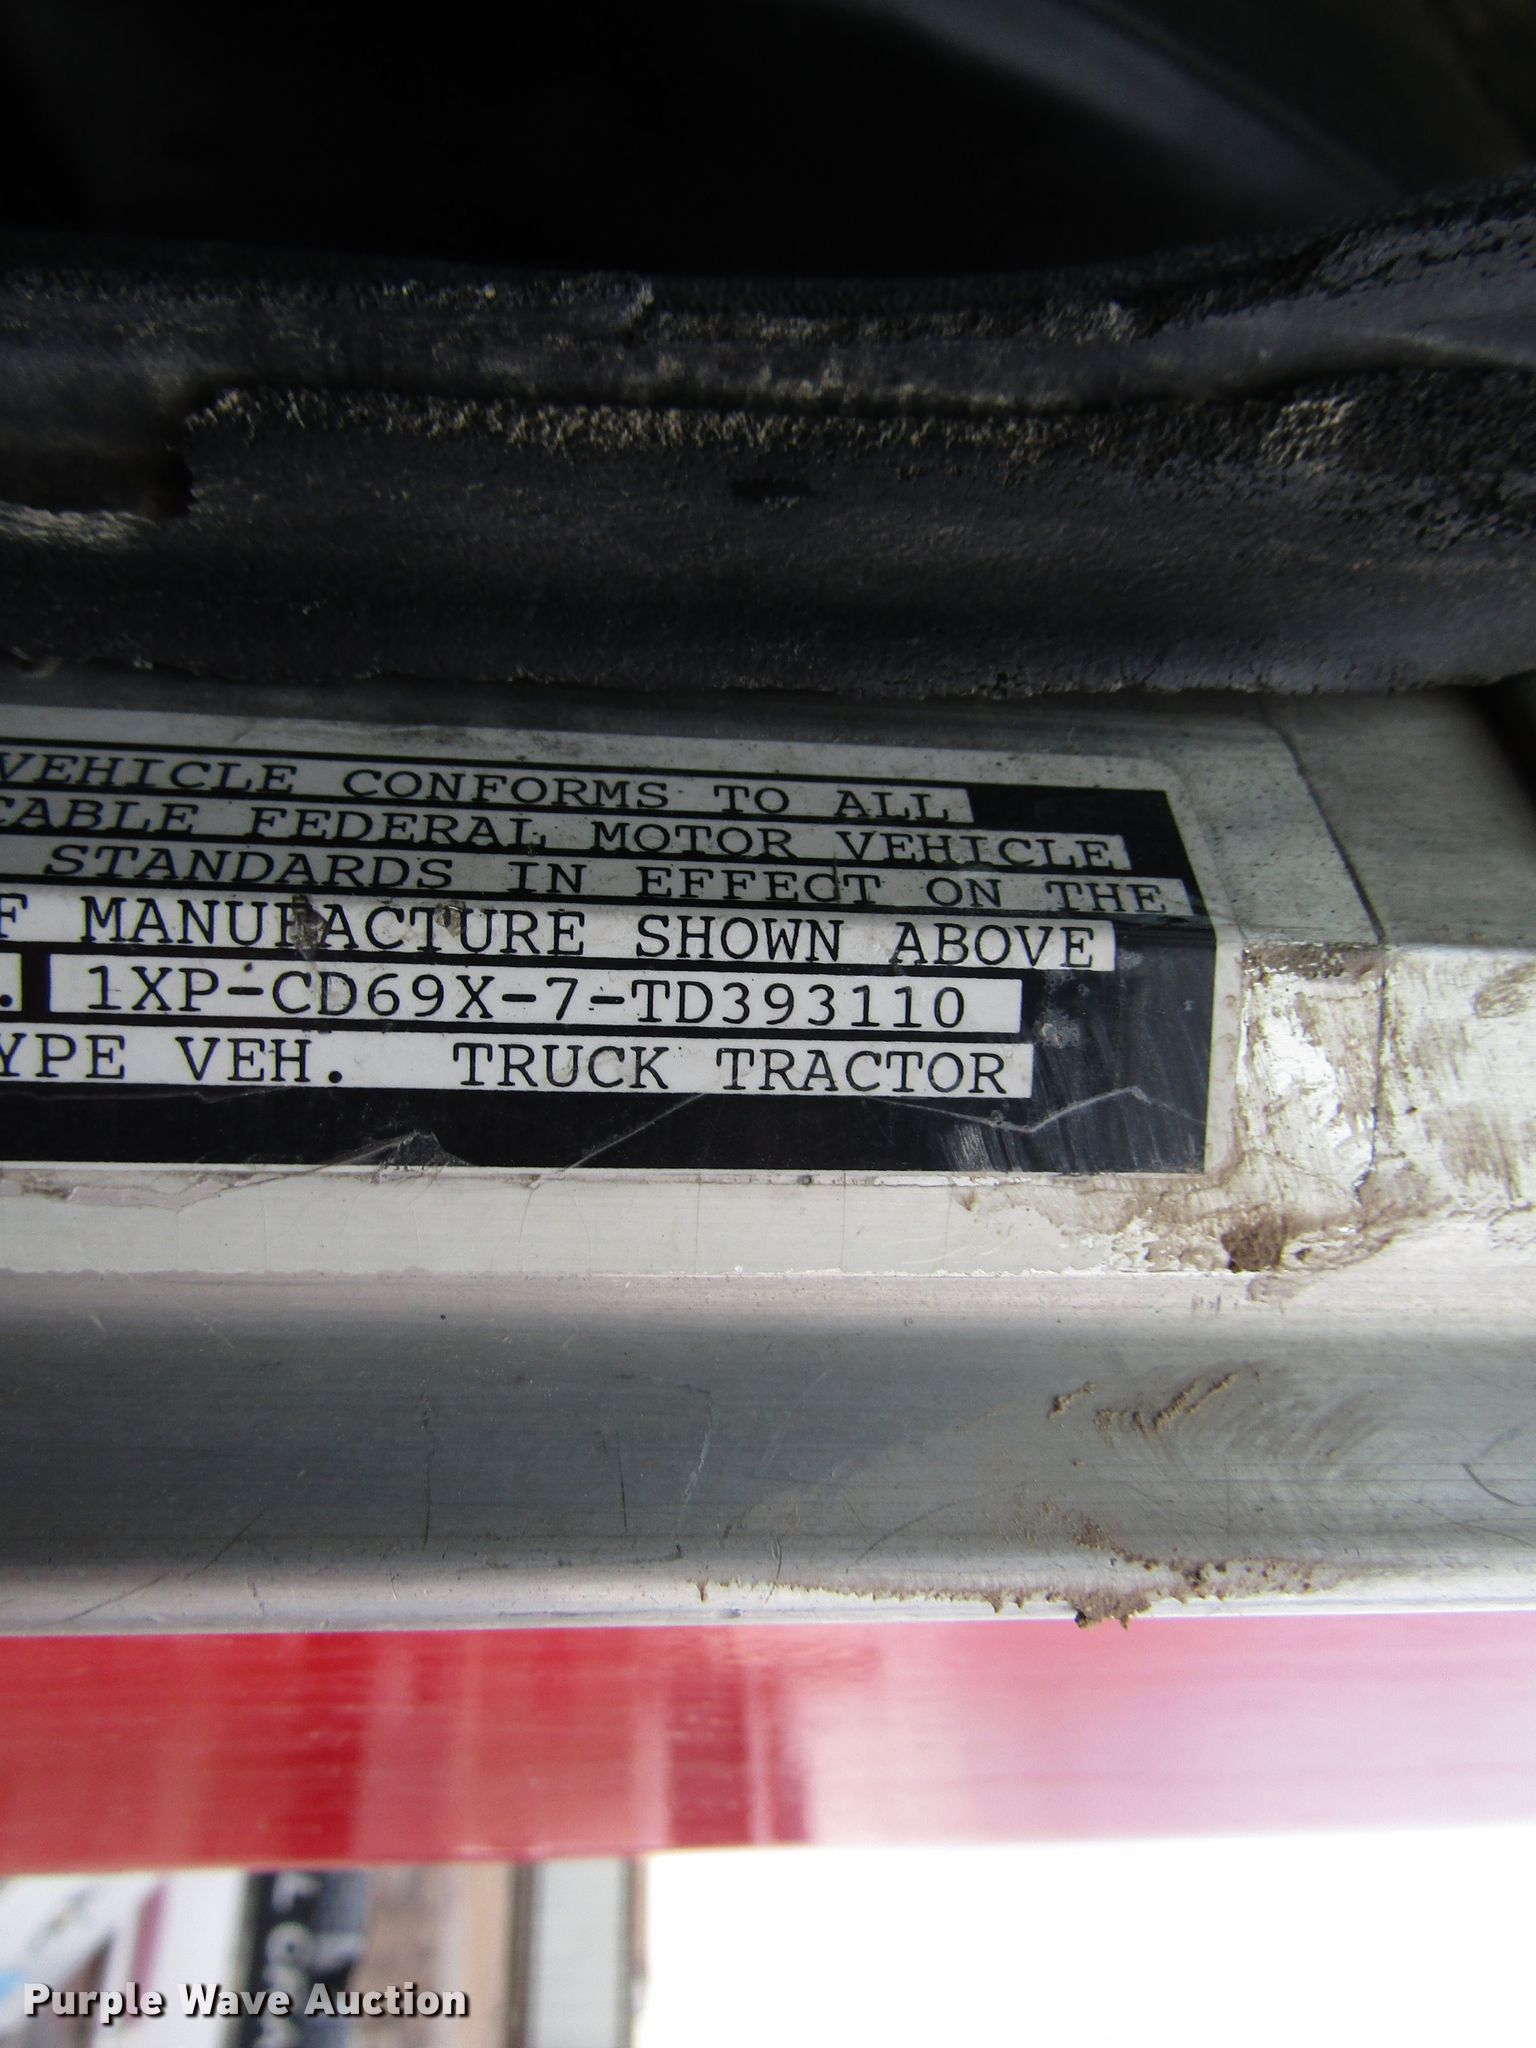 VEHICLE CONFORMS TO ALL
CABLE FEDERAL MOTOR VEHICLE
STANDARDS IN EFFECT ON THE
F MANUFACTURE SHOWN ABOVE
. 1XP-CD69X-7-TD393110
YPE VEH. TRUCK TRACTOR
Purple Wave Auction